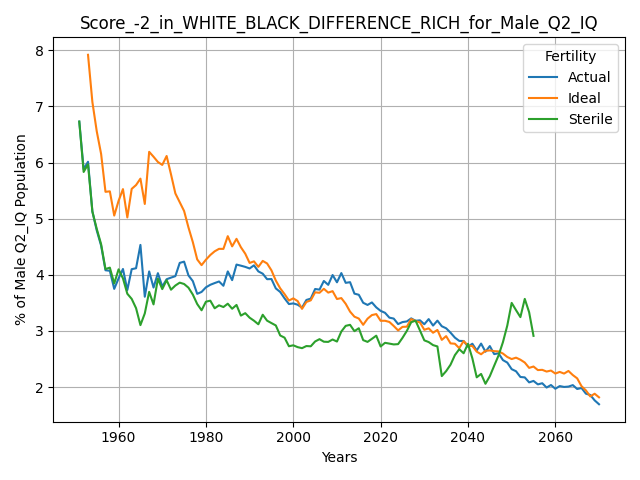 Score_-2_in_WHITE_BLACK_DIFFERENCE_RICH_for_Male_Q2_IQ
Fertility
Actual
Ideal
Sterile
% of Male Q2_IQ Population
8
7
6
5
4
3
2
1960
1980
2000
2020
2040
2060
Years